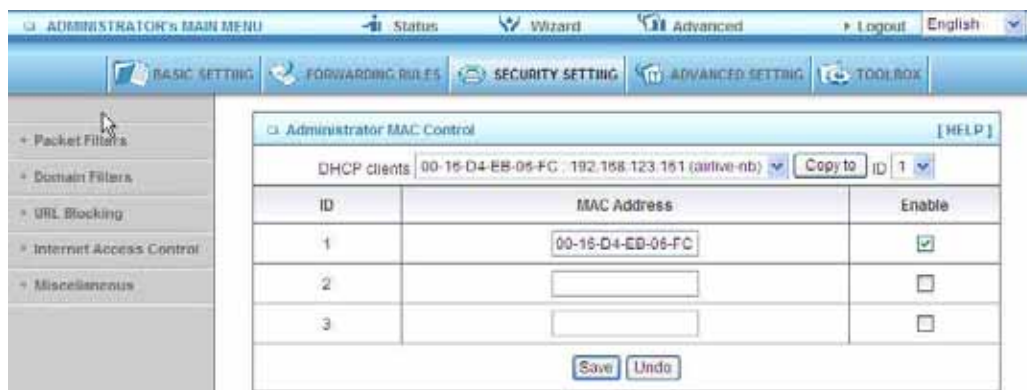 ADMINISTRATOR's MAIN MENU Status Wizard Advanced Logout English
BASIC SETTING FORWARDING RULES SECURITY SETTING ADVANCED SETTING TOOLBOX
Packet Filters
Domain Filters
URL Blocking
Internet Access Control
Miscellaneous
Administrator MAC Control [HELP]
DHCP clients 00-16-D4-EB-06-FC : 192.168.123.161 (airlive-nb) Copy to ID 1
ID MAC Address Enable
1 00-16-D4-EB-06-FC
2
3
Save Undo